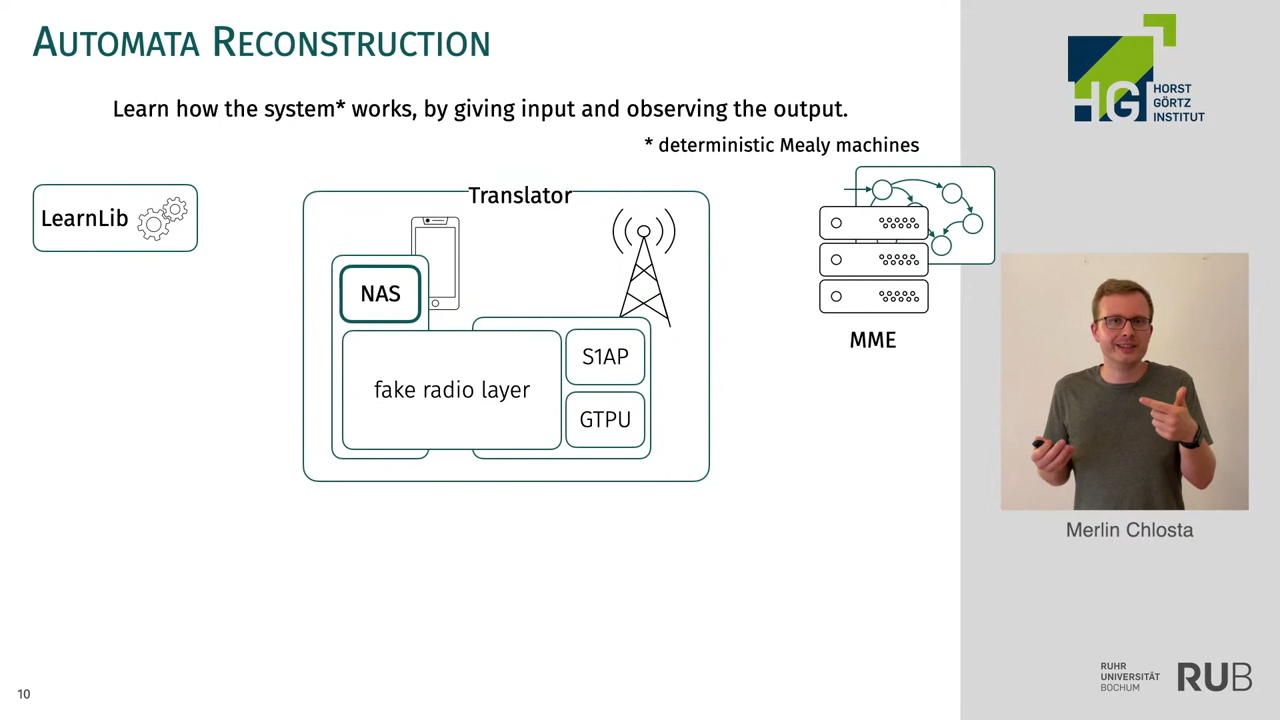 AUTOMATA RECONSTRUCTION
Learn how the system* works, by giving input and observing the output.
* deterministic Mealy machines
LearnLib
Translator
NAS
fake radio layer
S1AP
GTPU
MME
HGI
HORST
GÖRTZ
INSTITUT
Merlin Chlosta
RUHR
UNIVERSITÄT
BOCHUM
RUB
10